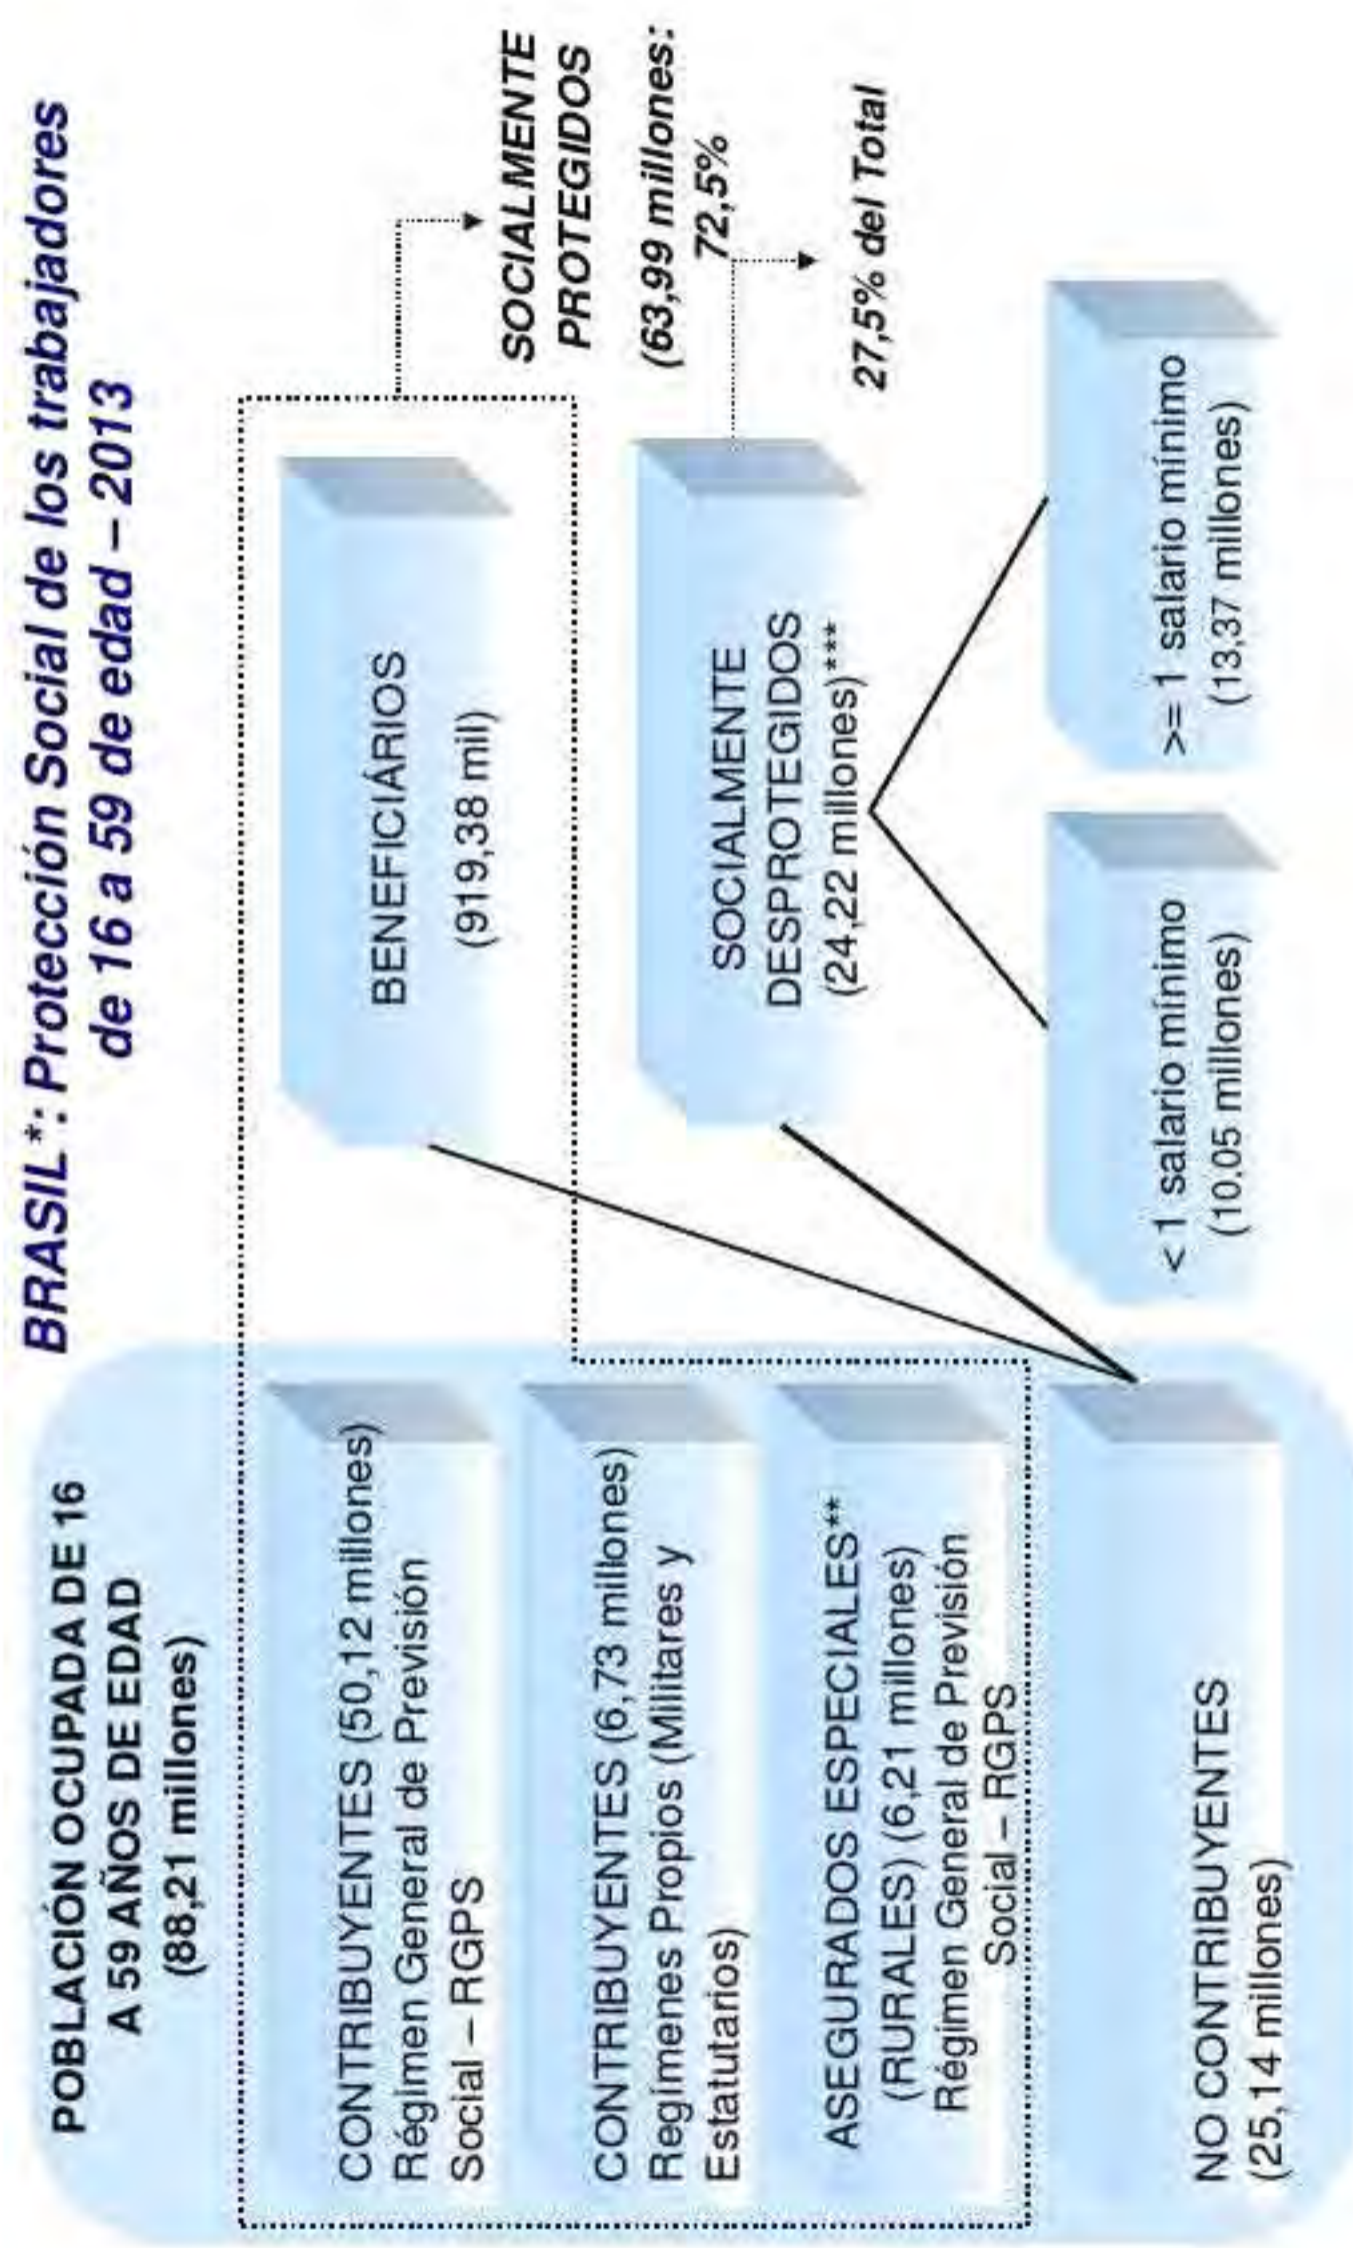 BRASIL*: Protección Social de los trabajadores
de 16 a 59 de edad – 2013
POBLACIÓN OCUPADA DE 16
A 59 AÑOS DE EDAD
(88,21 millones)
CONTRIBUYENTES (50,12 millones)
Régimen General de Previsión
Social – RGPS
CONTRIBUYENTES (6,73 millones)
Regímenes Propios (Militares y
Estatutarios)
ASEGURADOS ESPECIALES**
(RURALES) (6,21 millones)
Régimen General de Previsión
Social – RGPS
NO CONTRIBUYENTES
(25,14 millones)
BENEFICIÁRIOS
(919,38 mil)
SOCIALMENTE
DESPROTEGIDOS
(24,22 millones)***
< 1 salario mínimo
(10.05 millones)
>= 1 salario mínimo
(13,37 millones)
SOCIALMENTE
PROTEGIDOS
(63,99 millones:
72,5%
27,5% del Total